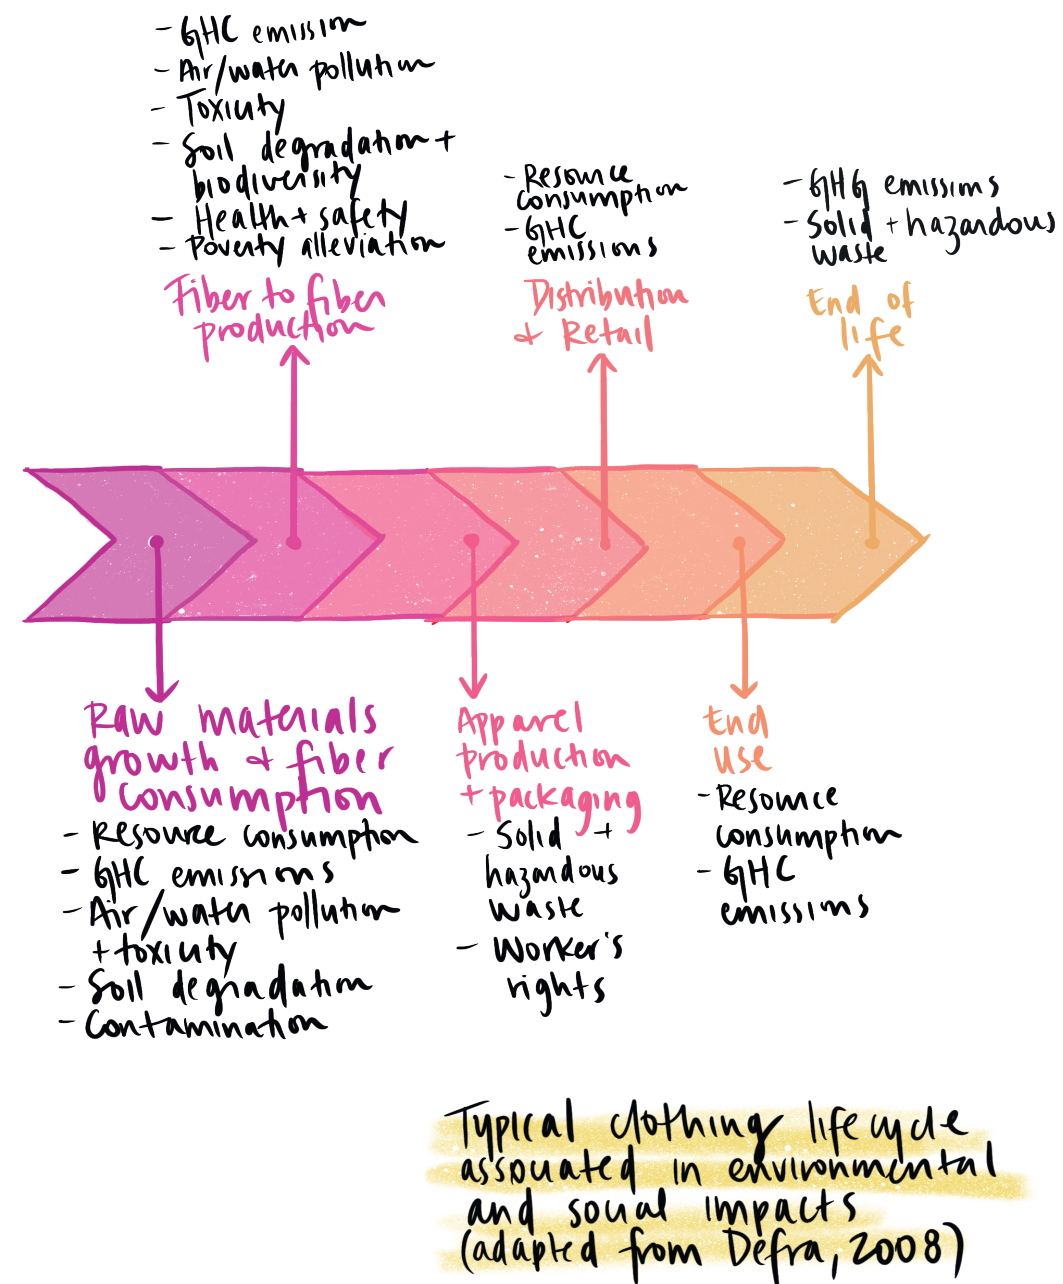 - GHC emission
- Air/water pollution
- Toxicity
- Soil degradation +
biodiversity
- Health + safety
- Poverty alleviation
Fiber to fiber
production
- Resource
consumption
- GHC
emissions
Distribution
& Retail
- GHG emissions
- Solid + hazardous
waste
End of
life
Raw materials
growth & fiber
consumption
- Resource consumption
- GHC emissions
- Air/water pollution
+ toxicity
- Soil degradation
- Contamination
Apparel
production
+ packaging
- Solid +
hazardous
waste
- Worker's
rights
End
use
- Resource
consumption
- GHC
emissions
Typical clothing lifecycle
associated in environmental
and social impacts
(adapted from Defra, 2008)